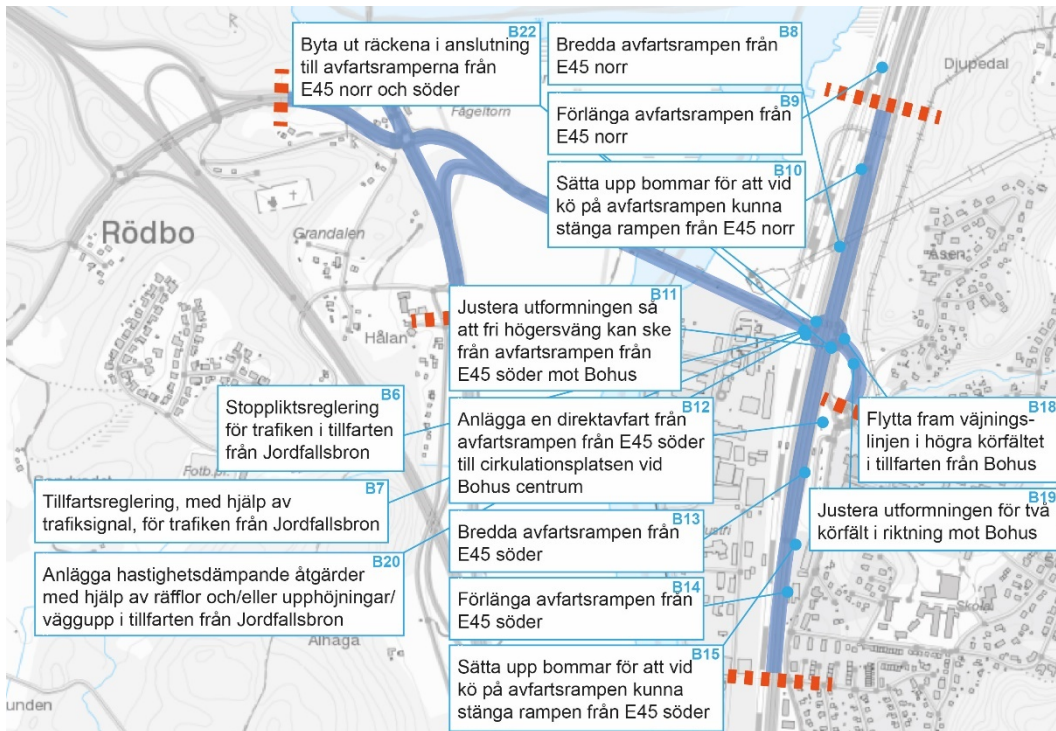 B22
Byta ut räckena i anslutning
till avfartsramperna från
E45 norr och söder
B8
Bredda avfartsrampen från
E45 norr
B9
Förlänga avfartsrampen från
E45 norr
B10
Sätta upp bommar för att vid
kö på avfartsrampen kunna
stänga rampen från E45 norr
Djupedal
Fågeltorn
Rödbo
Grandalen
Åsen
Hålan
B11
Justera utformningen så
att fri högersväng kan ske
från avfartsrampen från
E45 söder mot Bohus
B6
Stoppliktsreglering
för trafiken i tillfarten
från Jordfallsbron
B12
Anlägga en direktavfart från
avfartsrampen från E45 söder
till cirkulationsplatsen vid
Bohus centrum
B18
Flytta fram väjnings-
linjen i högra körfältet
i tillfarten från Bohus
Fotb.pl.
B7
Tillfartsreglering, med hjälp av
trafiksignal, för trafiken från Jordfallsbron
B13
Bredda avfartsrampen från
E45 söder
B19
Justera utformningen för två
körfält i riktning mot Bohus
B20
Anlägga hastighetsdämpande åtgärder
med hjälp av räfflor och/eller upphöjningar/
väggupp i tillfarten från Jordfallsbron
B14
Förlänga avfartsrampen från
E45 söder
Skola
Alhaga
B15
Sätta upp bommar för att vid
kö på avfartsrampen kunna
stänga rampen från E45 söder
unden